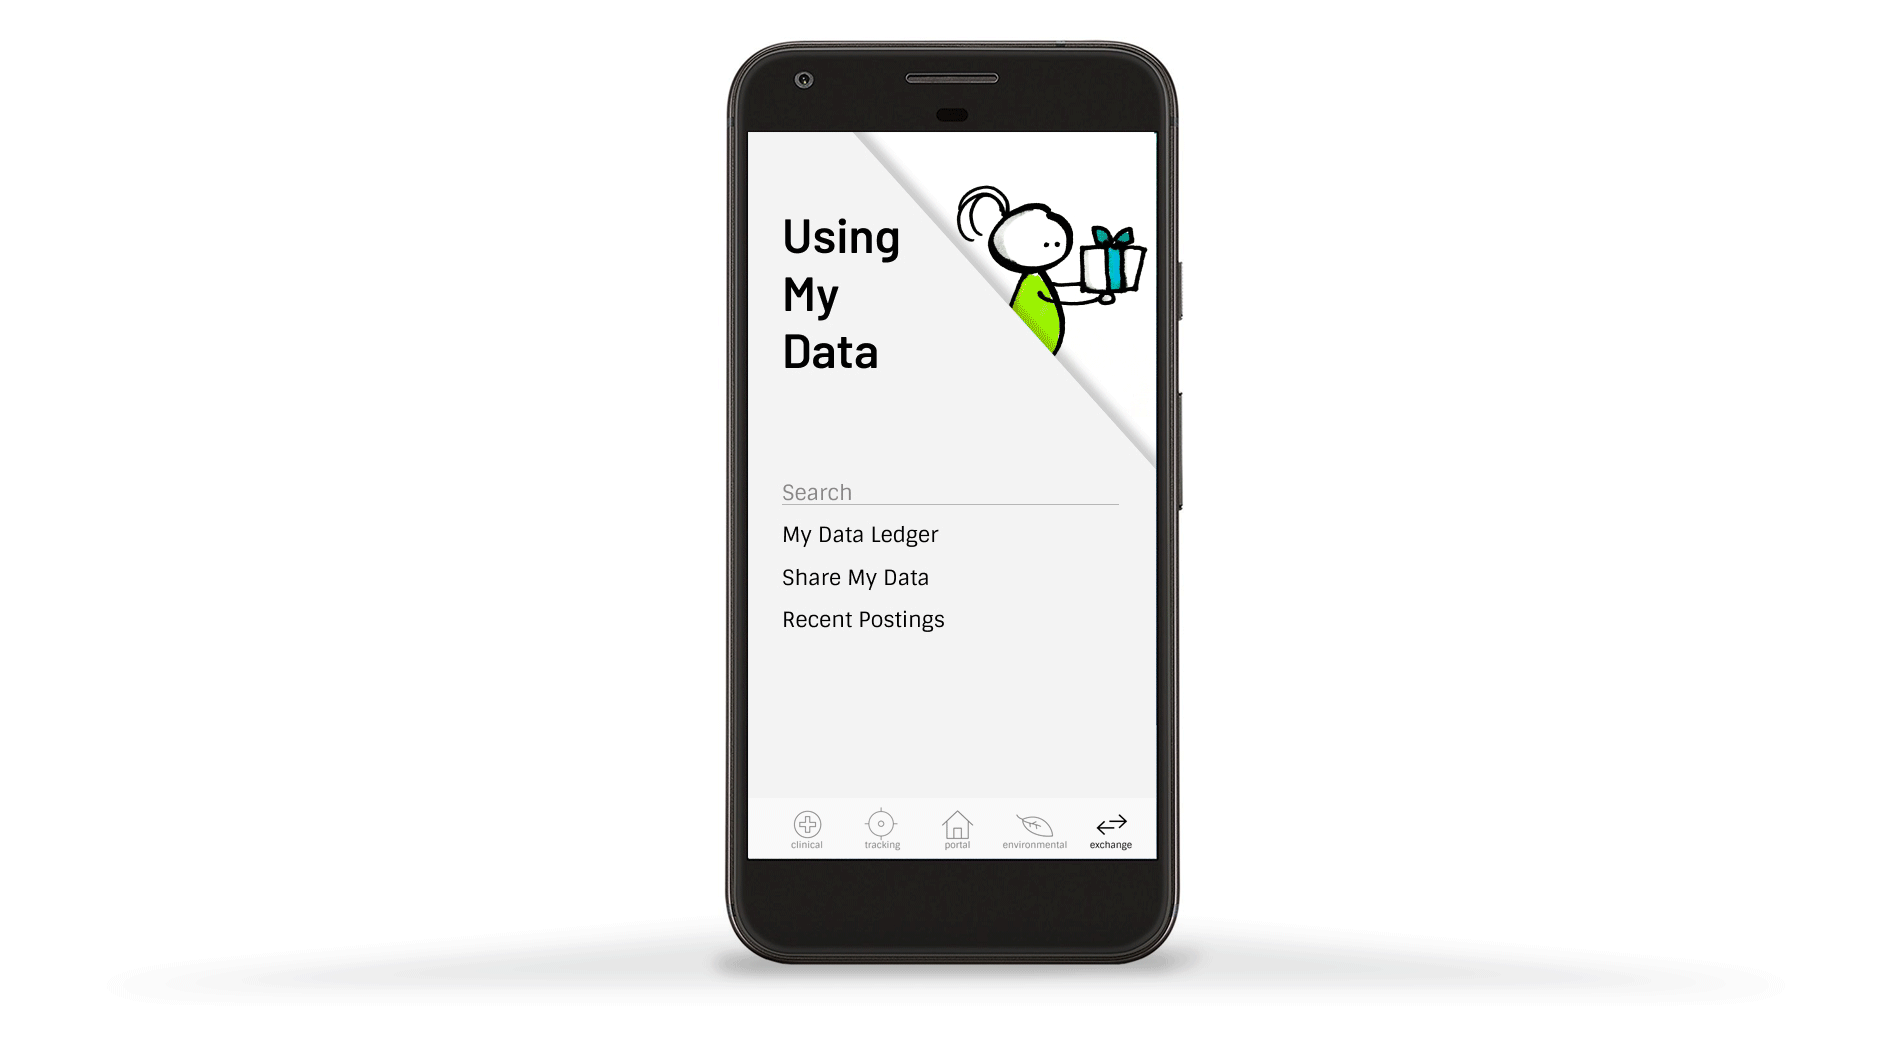 Using
My
Data
Search
My Data Ledger
Share My Data
Recent Postings
clinical
tracking
portal
environmental
exchange